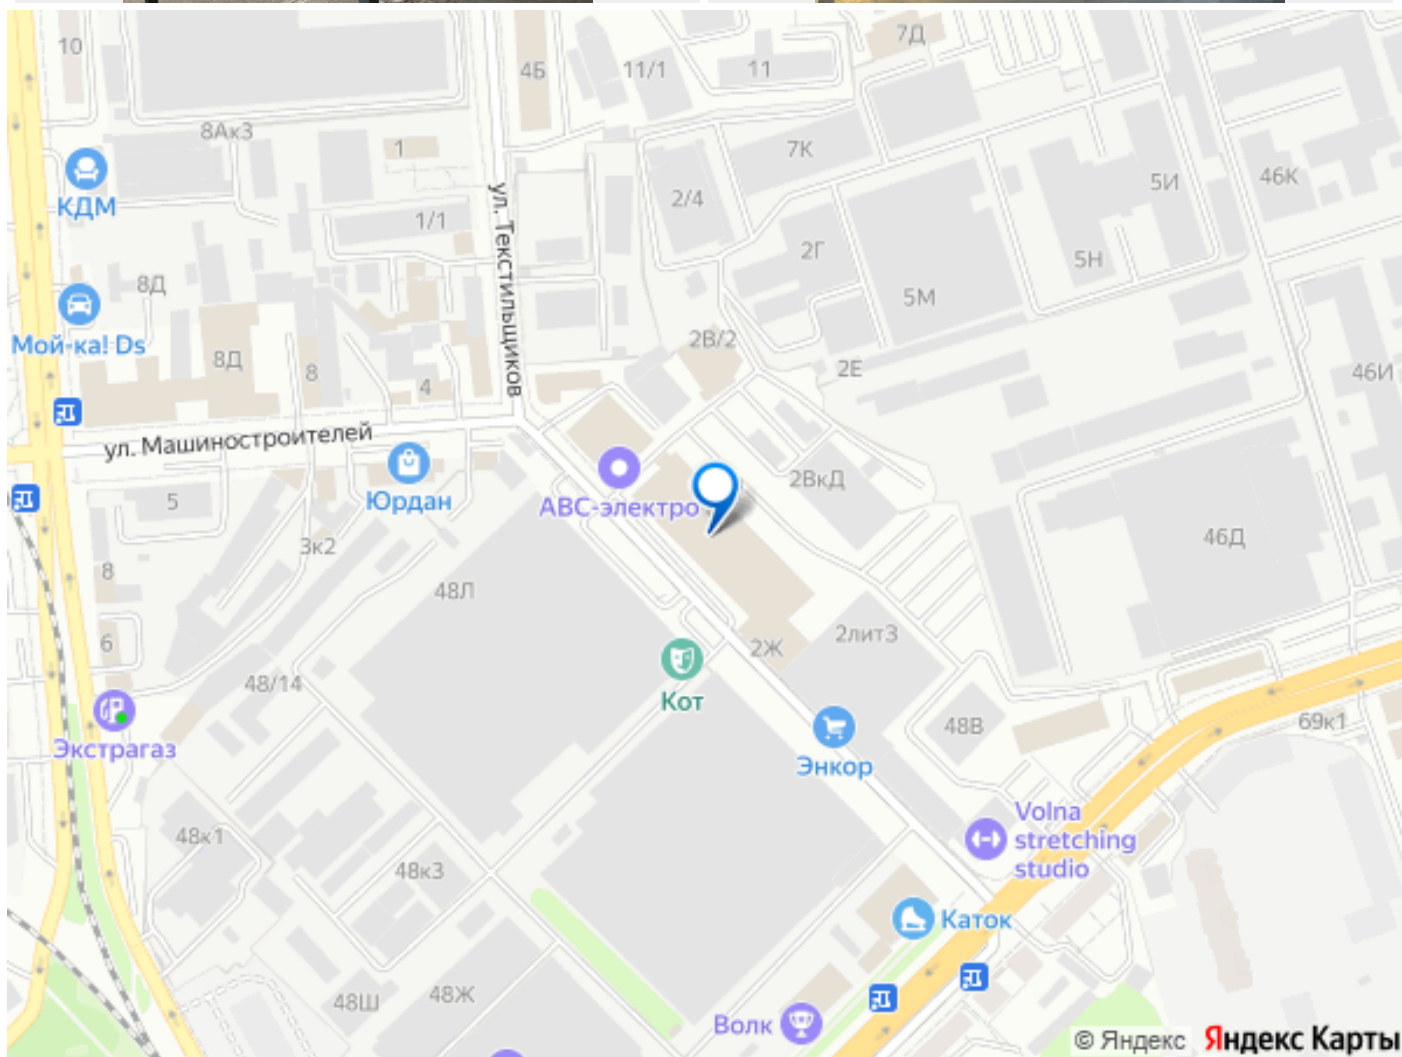 10
4Б
11/1
11
7Д
8Ак3
1
7К
КДМ
1/1
2/4
5И
46К
ул. Текстильщиков
2Г
5Н
8Д
5М
Мой-ка! Ds
8Д
8
4
2В/2
2Е
46И
ул. Машиностроителей
Юрдан
АВС-электро
2ВкД
5
3к2
46Д
8
48Л
6
2Ж
2лит3
Кот
48/14
48В
69к1
Экстрагаз
Энкор
48к1
48к3
Volna
stretching
studio
Каток
48Ш
48Ж
Волк
© Яндекс Яндекс Карты